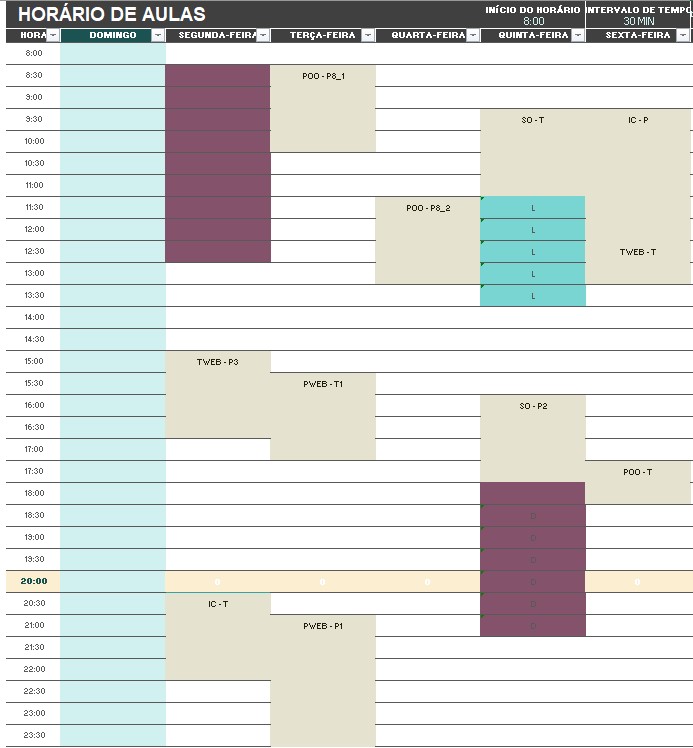 HORÁRIO DE AULAS
INÍCIO DO HORÁRIO INTERVALO DE TEMPO
8:00 30 MIN
HORA DOMINGO SEGUNDA-FEIRA TERÇA-FEIRA QUARTA-FEIRA QUINTA-FEIRA SEXTA-FEIRA
8:00
8:30 POO - P8_1
9:00
9:30 SO - T IC - P
10:00
10:30
11:00
11:30 POO - P8_2 L
12:00 L
12:30 L TWEB - T
13:00 L
13:30 L
14:00
14:30
15:00 TWEB - P3
15:30 PWEB - T1
16:00 SO - P2
16:30
17:00
17:30 POO - T
18:00
18:30 D
19:00 D
19:30 D
20:00 0 0 0 D 0
20:30 IC - T D
21:00 PWEB - P1 D
21:30
22:00
22:30
23:00
23:30